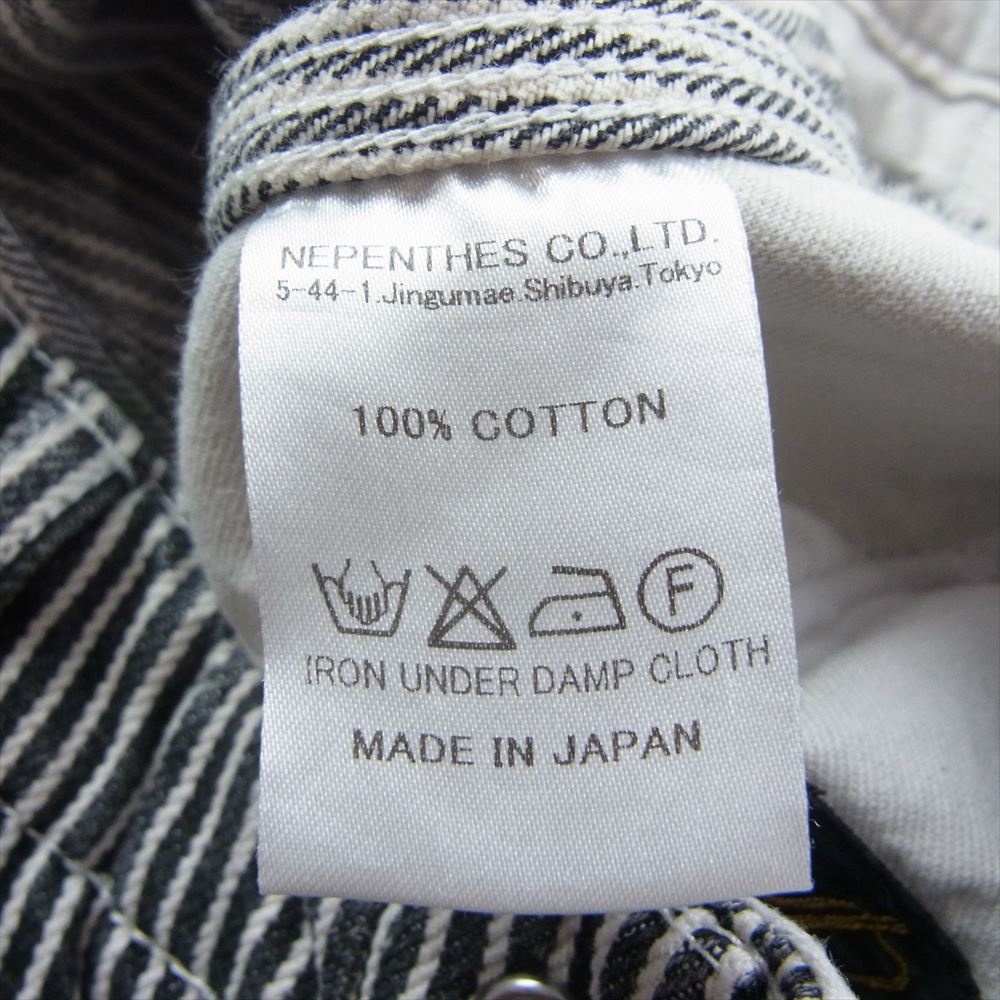 NEPENTHES CO.,LTD.
5-44-1.Jingumae.Shibuya.Tokyo
100% COTTON
F
IRON UNDER DAMP CLOTH
MADE IN JAPAN